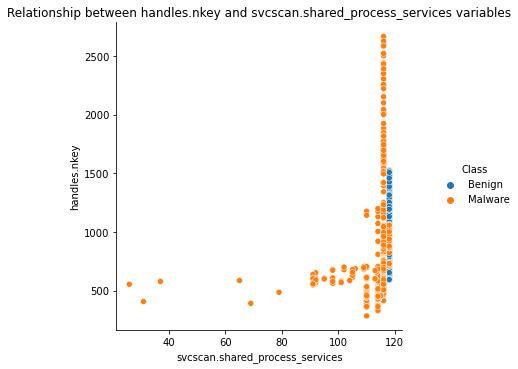 Relationship between handles.nkey and svcscan.shared_process_services variables
2500
2000
1500
1000
500
handles.nkey
40 60 80 100 120
svcscan.shared_process_services
Class
Benign
Malware